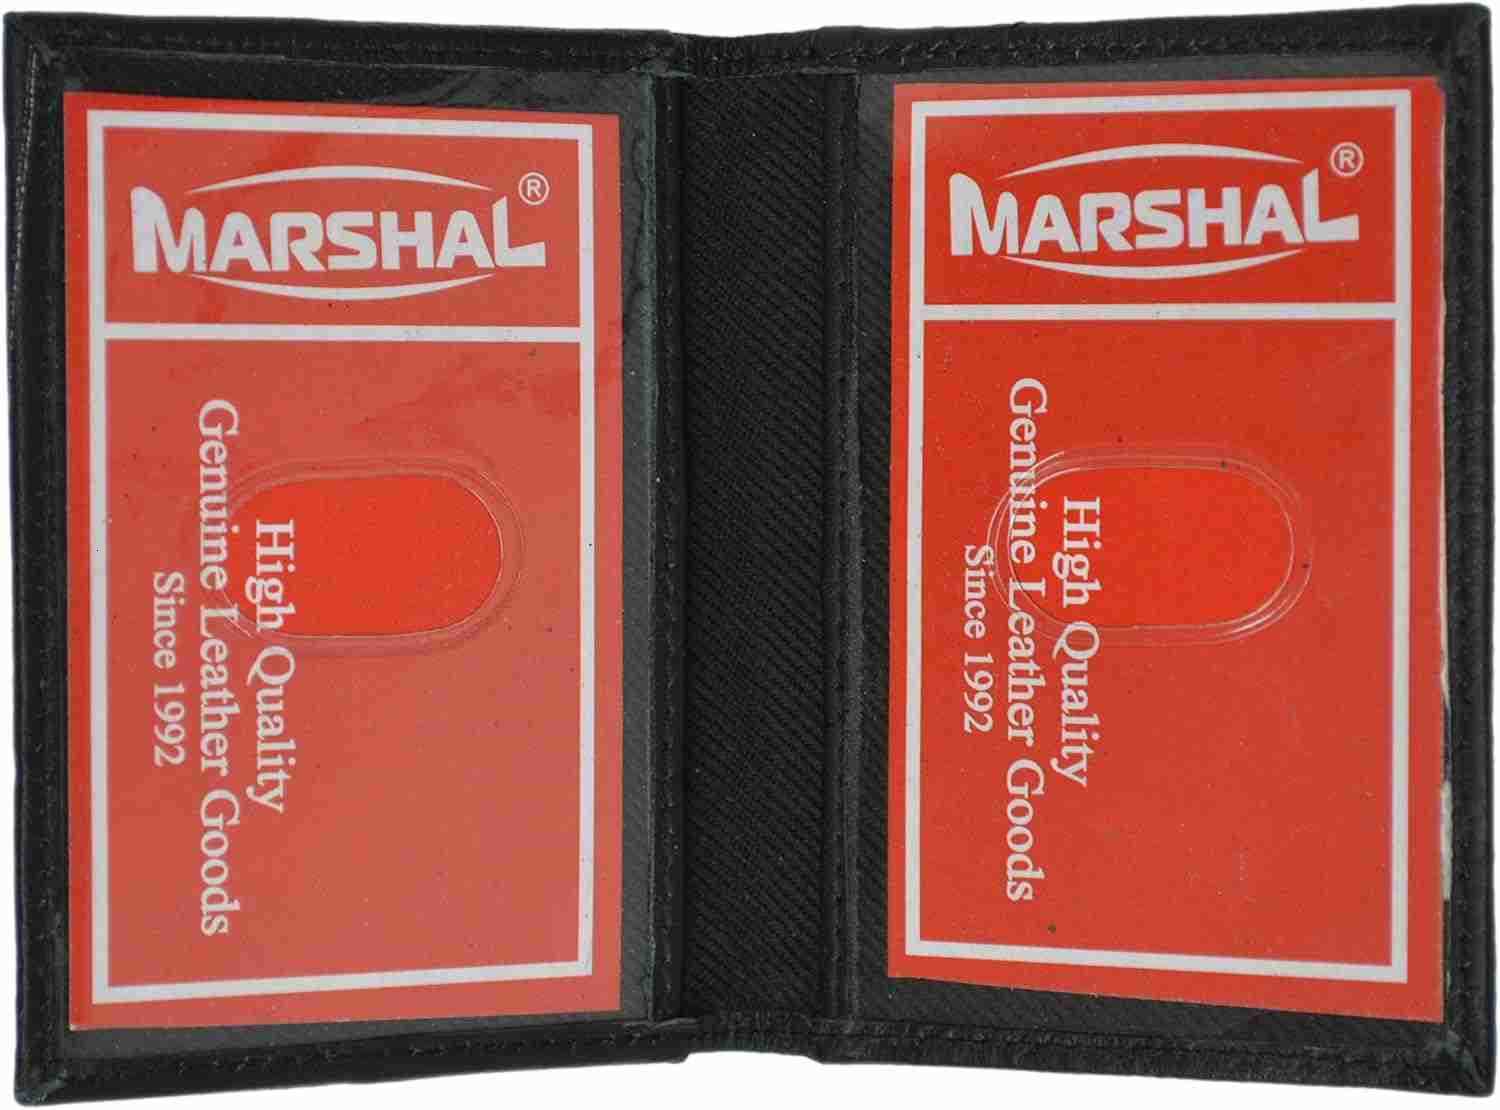 MARSHAL®
High Quality
Genuine Leather Goods
Since 1992
MARSHAL®
High Quality
Genuine Leather Goods
Since 1992